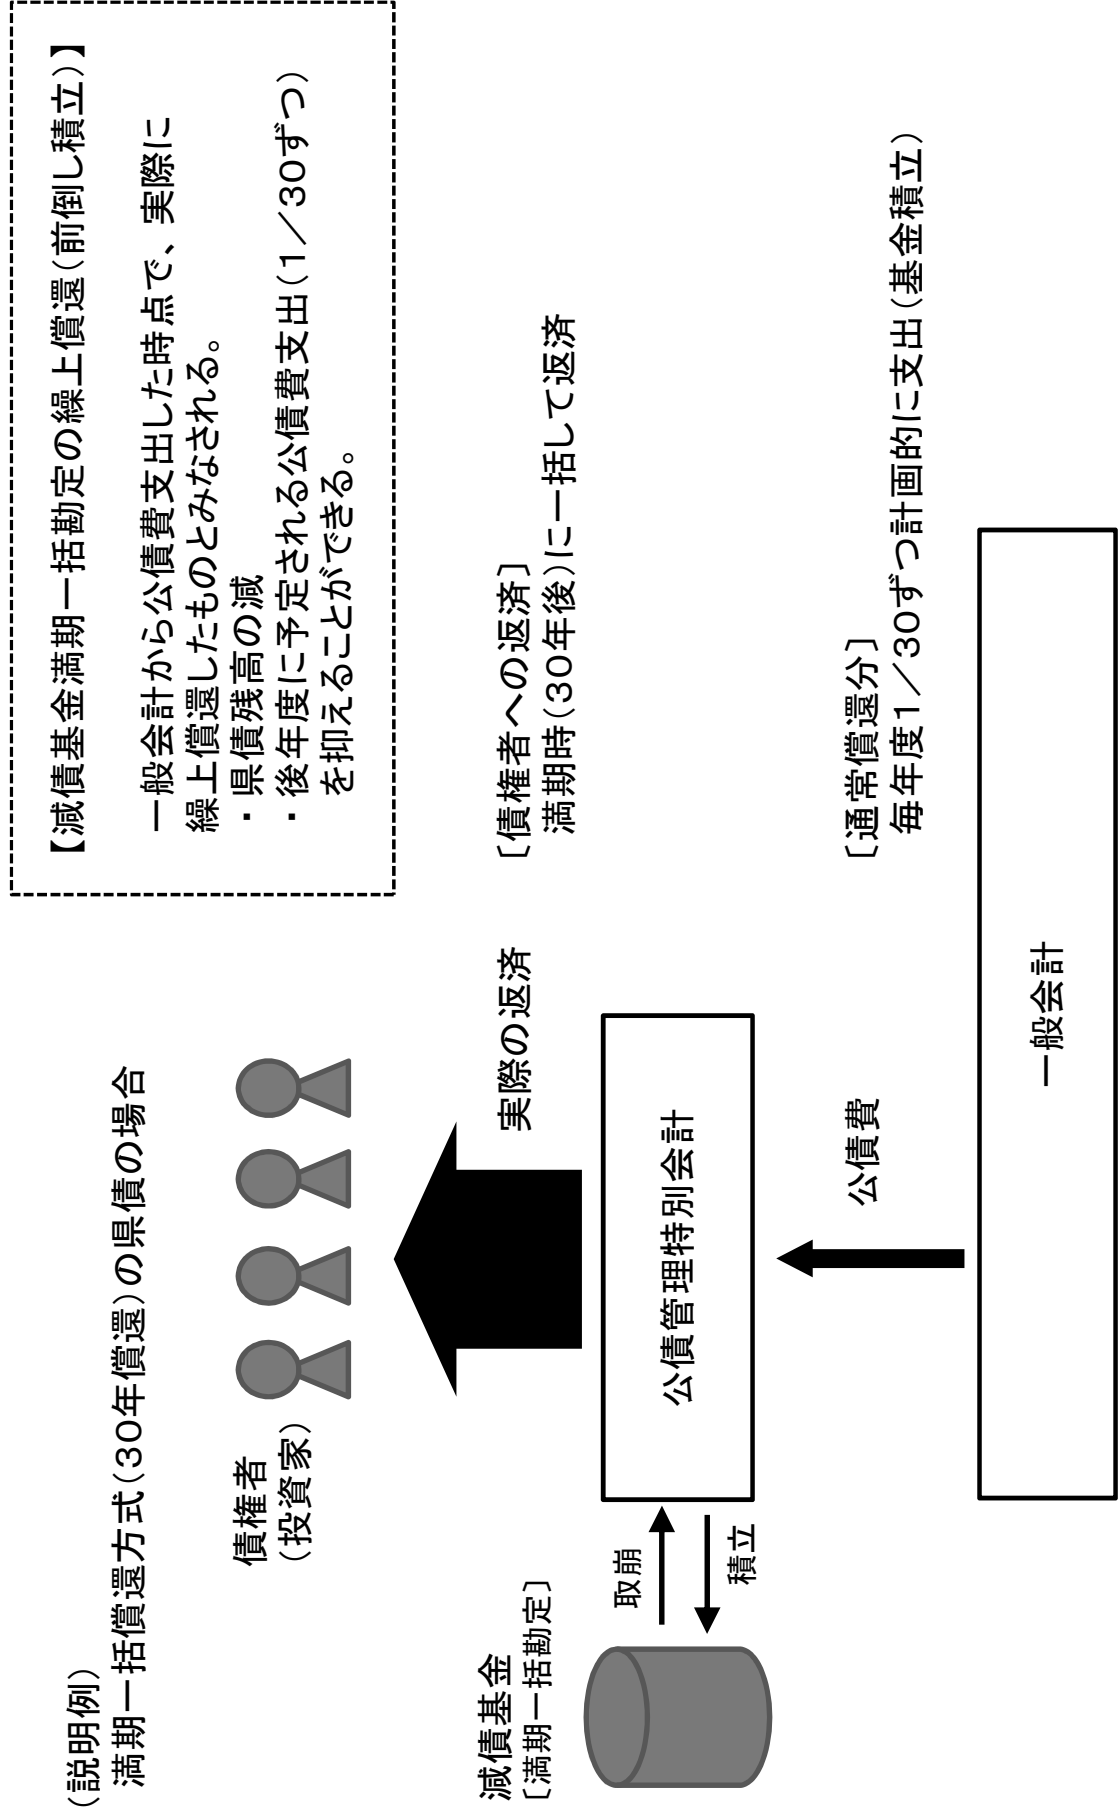 （説明例）
満期一括償還方式（３０年償還）の県債の場合
【減債基金満期一括勘定の繰上償還（前倒し積立）】
一般会計から公債費支出した時点で、実際に
繰上償還したものとみなされる。
・県債残高の減
・後年度に予定される公債費支出（１／３０ずつ）
を抑えることができる。
債権者
（投資家）
実際の返済
［債権者への返済］
満期時（３０年後）に一括して返済
減債基金
［満期一括勘定］
取崩
積立
公債管理特別会計
公債費
［通常償還分］
毎年度１／３０ずつ計画的に支出（基金積立）
一般会計